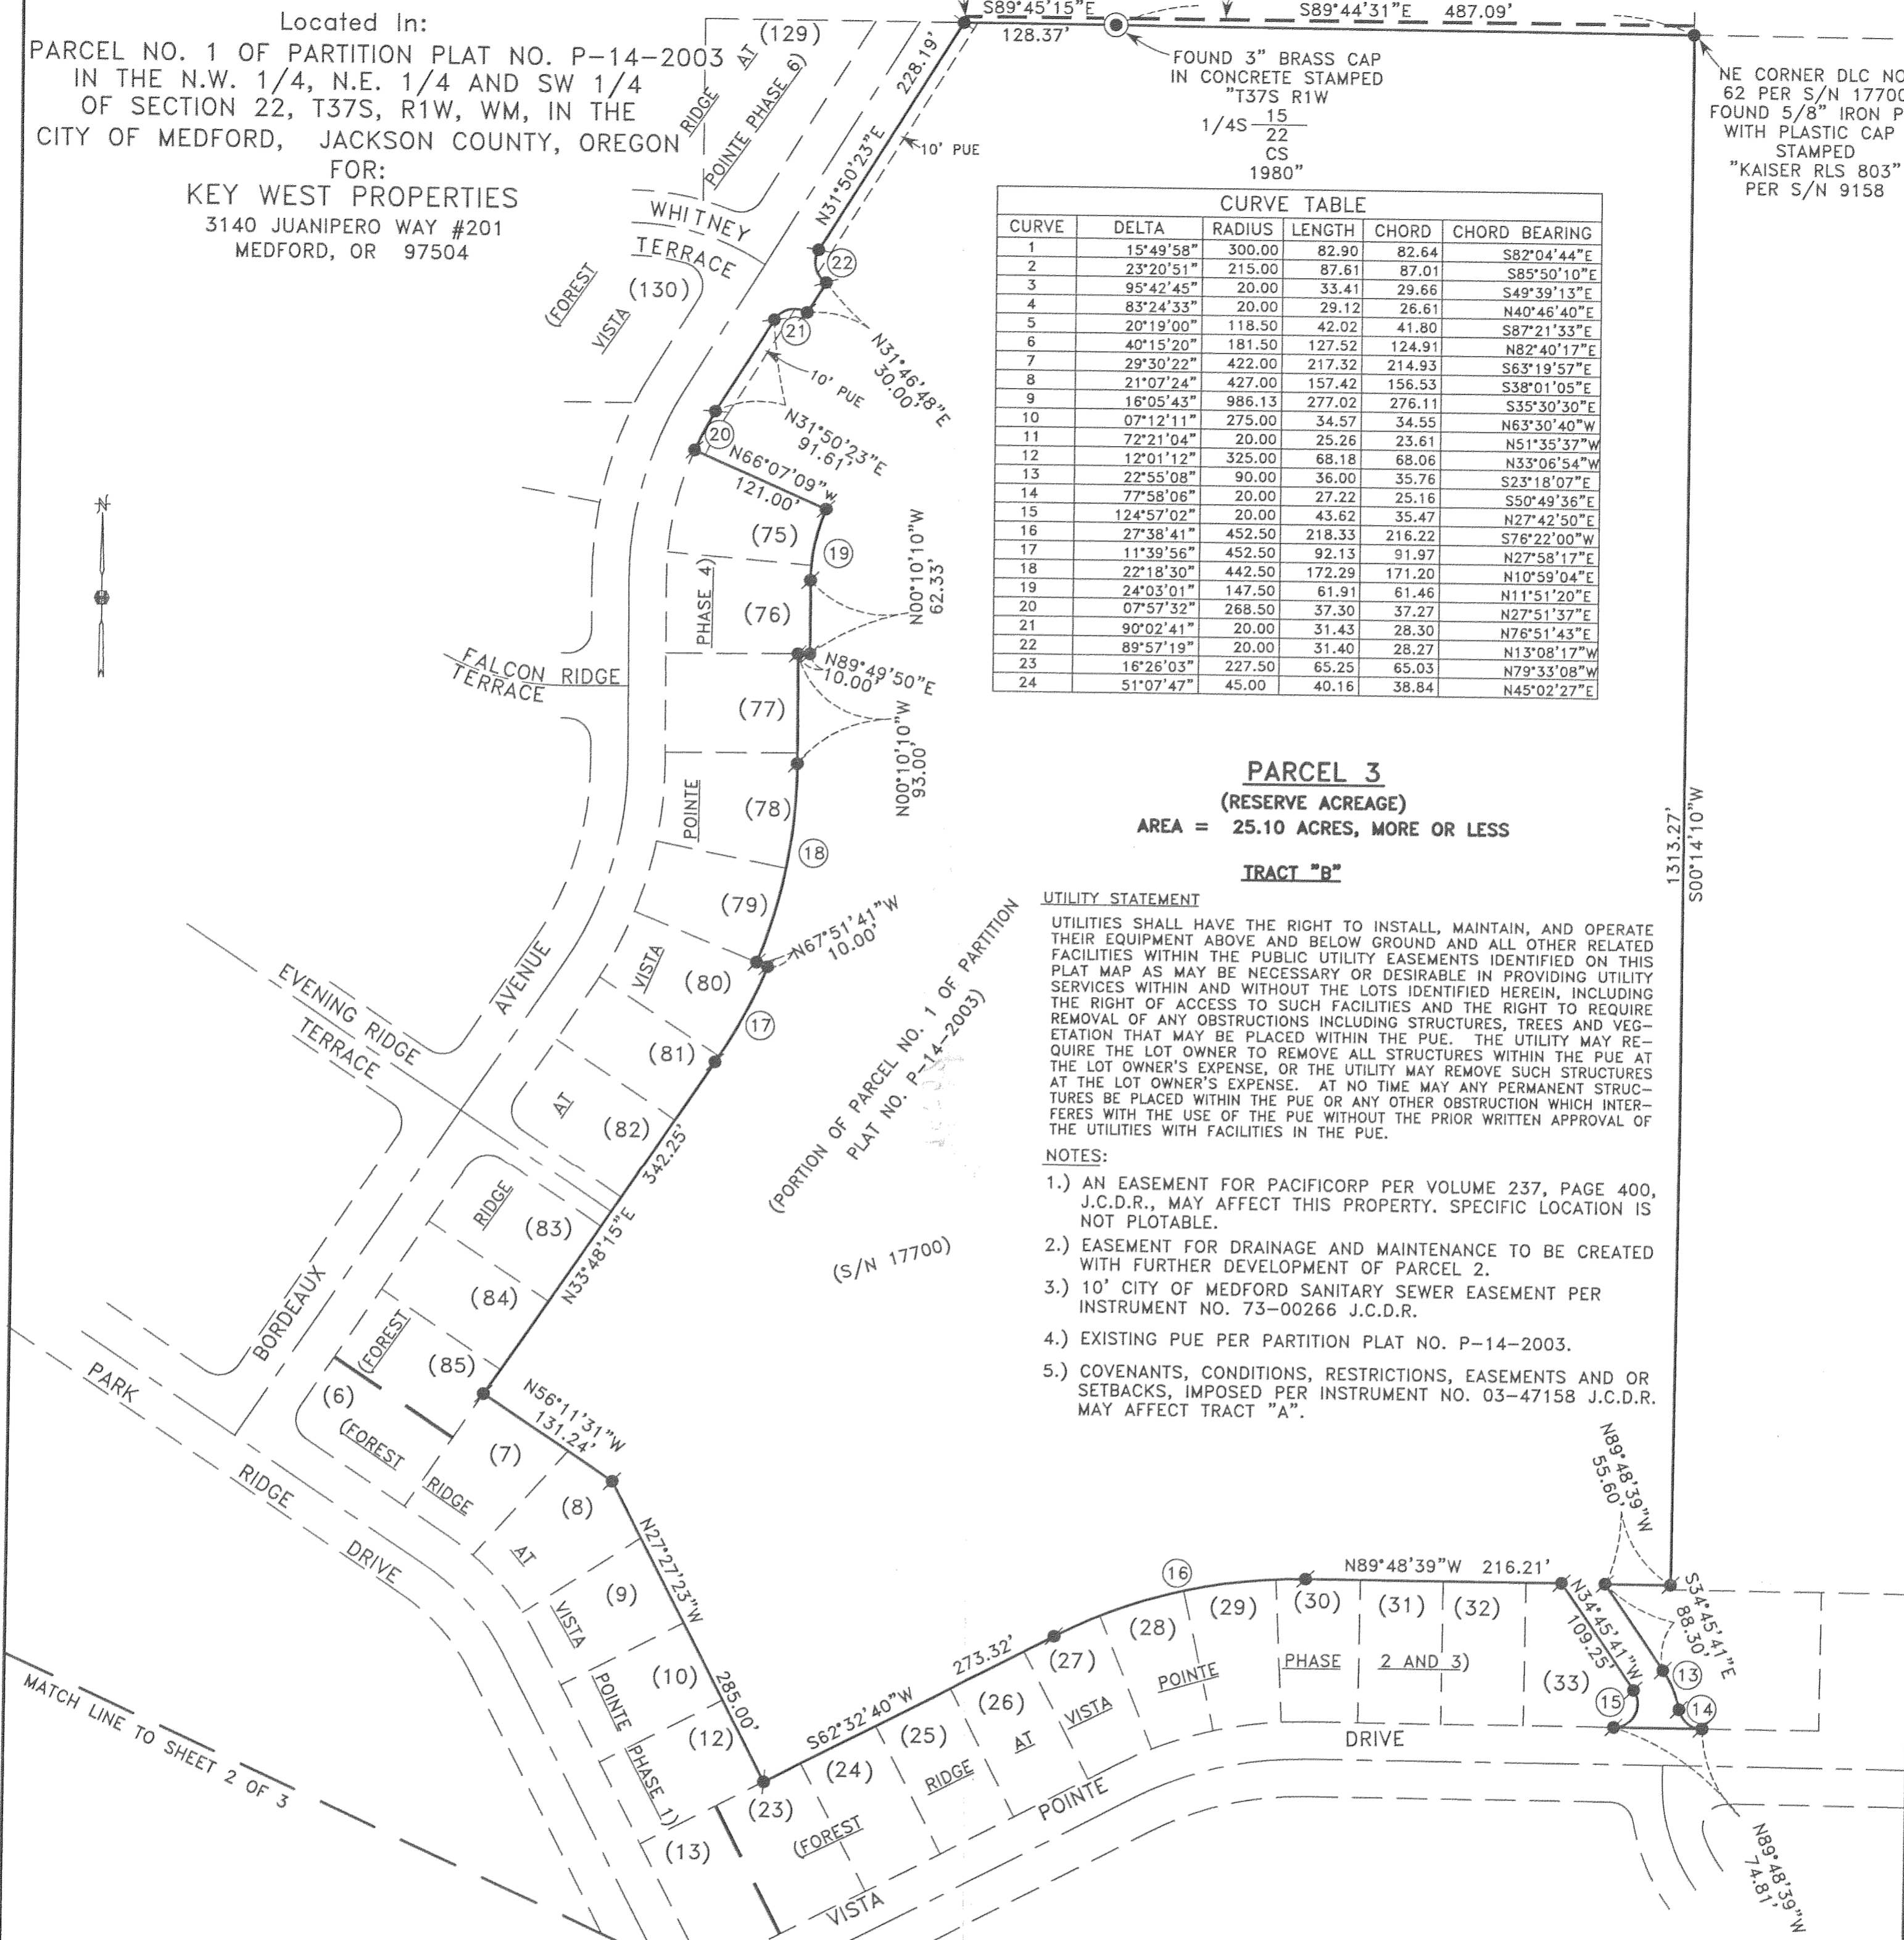 Located In:
PARCEL NO. 1 OF PARTITION PLAT NO. P-14-2003
IN THE N.W. 1/4, N.E. 1/4 AND SW 1/4
OF SECTION 22, T37S, R1W, WM, IN THE
CITY OF MEDFORD, JACKSON COUNTY, OREGON
FOR:
KEY WEST PROPERTIES
3140 JUANIPERO WAY #201
MEDFORD, OR 97504
S89°45'15"E
128.37'
S89°44'31"E 487.09'
FOUND 3" BRASS CAP
IN CONCRETE STAMPED
"T37S R1W
15
1/4S
22
CS
1980"
NE CORNER DLC NO
62 PER S/N 17700
FOUND 5/8" IRON P
WITH PLASTIC CAP
STAMPED
"KAISER RLS 803"
PER S/N 9158
(129)
RIDGE AT
POINTE PHASE 6)
228.19'
N31°50'23"E
10' PUE
WHITNEY
TERRACE
(FOREST
VISTA
(130)
22
21
N31°46'48"E
30.00'
10' PUE
N31°50'23"E
91.61'
20
N66°07'09"W
121.00'
CURVE TABLE
CURVE DELTA RADIUS LENGTH CHORD CHORD BEARING
1 15°49'58" 300.00 82.90 82.64 S82°04'44"E
2 23°20'51" 215.00 87.61 87.01 S85°50'10"E
3 95°42'45" 20.00 33.41 29.66 S49°39'13"E
4 83°24'33" 20.00 29.12 26.61 N40°46'40"E
5 20°19'00" 118.50 42.02 41.80 S87°21'33"E
6 40°15'20" 181.50 127.52 124.91 N82°40'17"E
7 29°30'22" 422.00 217.32 214.93 S63°19'57"E
8 21°07'24" 427.00 157.42 156.53 S38°01'05"E
9 16°05'43" 986.13 277.02 276.11 S35°30'30"E
10 07°12'11" 275.00 34.57 34.55 N63°30'40"W
11 72°21'04" 20.00 25.26 23.61 N51°35'37"W
12 12°01'12" 325.00 68.18 68.06 N33°06'54"W
13 22°55'08" 90.00 36.00 35.76 S23°18'07"E
14 77°58'06" 20.00 27.22 25.16 S50°49'36"E
15 124°57'02" 20.00 43.62 35.47 N27°42'50"E
16 27°38'41" 452.50 218.33 216.22 S76°22'00"W
17 11°39'56" 452.50 92.13 91.97 N27°58'17"E
18 22°18'30" 442.50 172.29 171.20 N10°59'04"E
19 24°03'01" 147.50 61.91 61.46 N11°51'20"E
20 07°57'32" 268.50 37.30 37.27 N27°51'37"E
21 90°02'41" 20.00 31.43 28.30 N76°51'43"E
22 89°57'19" 20.00 31.40 28.27 N13°08'17"W
23 16°26'03" 227.50 65.25 65.03 N79°33'08"W
24 51°07'47" 45.00 40.16 38.84 N45°02'27"E
N
(75)
19
PHASE 4)
(76)
N00°10'10"W
62.33'
N89°49'50"E
10.00'
FALCON RIDGE
TERRACE
(77)
N00°10'10"W
93.00'
POINTE
(78)
18
(79)
N67°51'41"W
10.00'
VISTA
(80)
17
(81)
AT
(82)
342.25'
EVENING RIDGE
TERRACE
AVENUE
RIDGE
(83)
N33°48'15"E
(84)
BORDEAUX
(FOREST
(85)
(PORTION OF PARCEL NO. 1 OF PARTITION
PLAT NO. P-14-2003)
(S/N 17700)
PARCEL 3
(RESERVE ACREAGE)
AREA = 25.10 ACRES, MORE OR LESS
TRACT "B"
1313.27'
S00°14'10"W
UTILITY STATEMENT
UTILITIES SHALL HAVE THE RIGHT TO INSTALL, MAINTAIN, AND OPERATE
THEIR EQUIPMENT ABOVE AND BELOW GROUND AND ALL OTHER RELATED
FACILITIES WITHIN THE PUBLIC UTILITY EASEMENTS IDENTIFIED ON THIS
PLAT MAP AS MAY BE NECESSARY OR DESIRABLE IN PROVIDING UTILITY
SERVICES WITHIN AND WITHOUT THE LOTS IDENTIFIED HEREIN, INCLUDING
THE RIGHT OF ACCESS TO SUCH FACILITIES AND THE RIGHT TO REQUIRE
REMOVAL OF ANY OBSTRUCTIONS INCLUDING STRUCTURES, TREES AND VEG-
ETATION THAT MAY BE PLACED WITHIN THE PUE. THE UTILITY MAY RE-
QUIRE THE LOT OWNER TO REMOVE ALL STRUCTURES WITHIN THE PUE AT
THE LOT OWNER'S EXPENSE, OR THE UTILITY MAY REMOVE SUCH STRUCTURES
AT THE LOT OWNER'S EXPENSE. AT NO TIME MAY ANY PERMANENT STRUC-
TURES BE PLACED WITHIN THE PUE OR ANY OTHER OBSTRUCTION WHICH INTER-
FERES WITH THE USE OF THE PUE WITHOUT THE PRIOR WRITTEN APPROVAL OF
THE UTILITIES WITH FACILITIES IN THE PUE.
NOTES:
1.) AN EASEMENT FOR PACIFICORP PER VOLUME 237, PAGE 400,
J.C.D.R., MAY AFFECT THIS PROPERTY. SPECIFIC LOCATION IS
NOT PLOTABLE.
2.) EASEMENT FOR DRAINAGE AND MAINTENANCE TO BE CREATED
WITH FURTHER DEVELOPMENT OF PARCEL 2.
3.) 10' CITY OF MEDFORD SANITARY SEWER EASEMENT PER
INSTRUMENT NO. 73-00266 J.C.D.R.
4.) EXISTING PUE PER PARTITION PLAT NO. P-14-2003.
5.) COVENANTS, CONDITIONS, RESTRICTIONS, EASEMENTS AND OR
SETBACKS, IMPOSED PER INSTRUMENT NO. 03-47158 J.C.D.R.
MAY AFFECT TRACT "A".
PARK
RIDGE
DRIVE
(6)
(FOREST
RIDGE
AT
VISTA
POINTE
PHASE 1)
(7)
N56°11'31"W
131.24'
(8)
N27°27'23"W
285.00'
(9)
(10)
(12)
(13)
MATCH LINE TO SHEET 2 OF 3
(23)
(24)
(25)
(26)
(27)
(28)
(29)
(30)
(31)
(32)
(33)
S62°32'40"W
273.32'
16
N89°48'39"W 216.21'
N89°48'39"W
55.60'
N34°45'41"W
109.25'
S34°45'41"E
88.30'
13
14
15
(FOREST
RIDGE
AT
VISTA
POINTE
PHASE
2 AND 3)
VISTA
POINTE
DRIVE
N89°48'39"W
74.81'